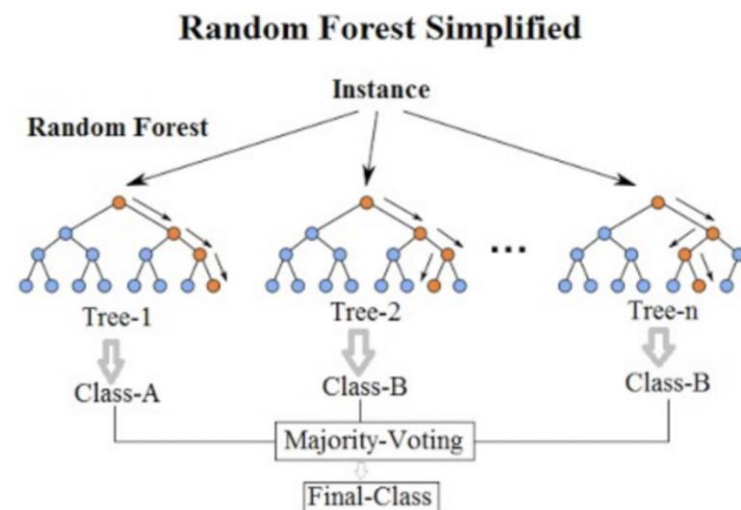 Random Forest Simplified
Instance
Random Forest
...
Tree-1
Tree-2
Tree-n
Class-A
Class-B
Class-B
Majority-Voting
Final-Class